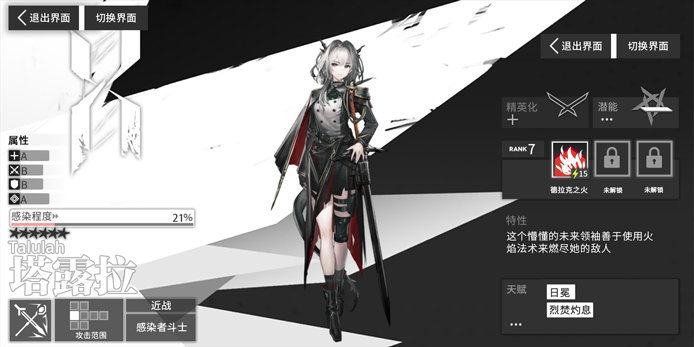 退出界面
切换界面
退出界面
切换界面
属性
A
B
B
A
感染程度
21%
Talulah
塔露拉
攻击范围
近战
感染者斗士
精英化
+
潜能
...
RANK 7
15
德拉克之火
未解锁
未解锁
特性
这个懵懂的未来领袖善于使用火
焰法术来燃尽她的敌人
天赋
日冕
烈焚灼息
...